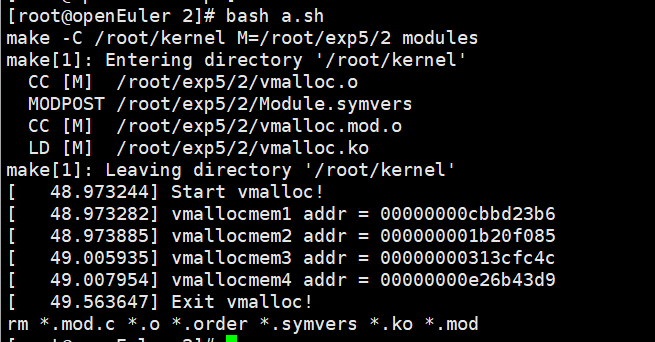 [root@openEuler 2]# bash a.sh
make -C /root/kernel M=/root/exp5/2 modules
make[1]: Entering directory '/root/kernel'
  CC [M]  /root/exp5/2/vmalloc.o
  MODPOST /root/exp5/2/Module.symvers
  CC [M]  /root/exp5/2/vmalloc.mod.o
  LD [M]  /root/exp5/2/vmalloc.ko
make[1]: Leaving directory '/root/kernel'
[   48.973244] Start vmalloc!
[   48.973282] vmallocmem1 addr = 00000000cbbd23b6
[   48.973885] vmallocmem2 addr = 000000001b20f085
[   49.005935] vmallocmem3 addr = 00000000313cfc4c
[   49.007954] vmallocmem4 addr = 00000000e26b43d9
[   49.563647] Exit vmalloc!
rm *.mod.c *.o *.order *.symvers *.ko *.mod
[root@openEuler 2]#